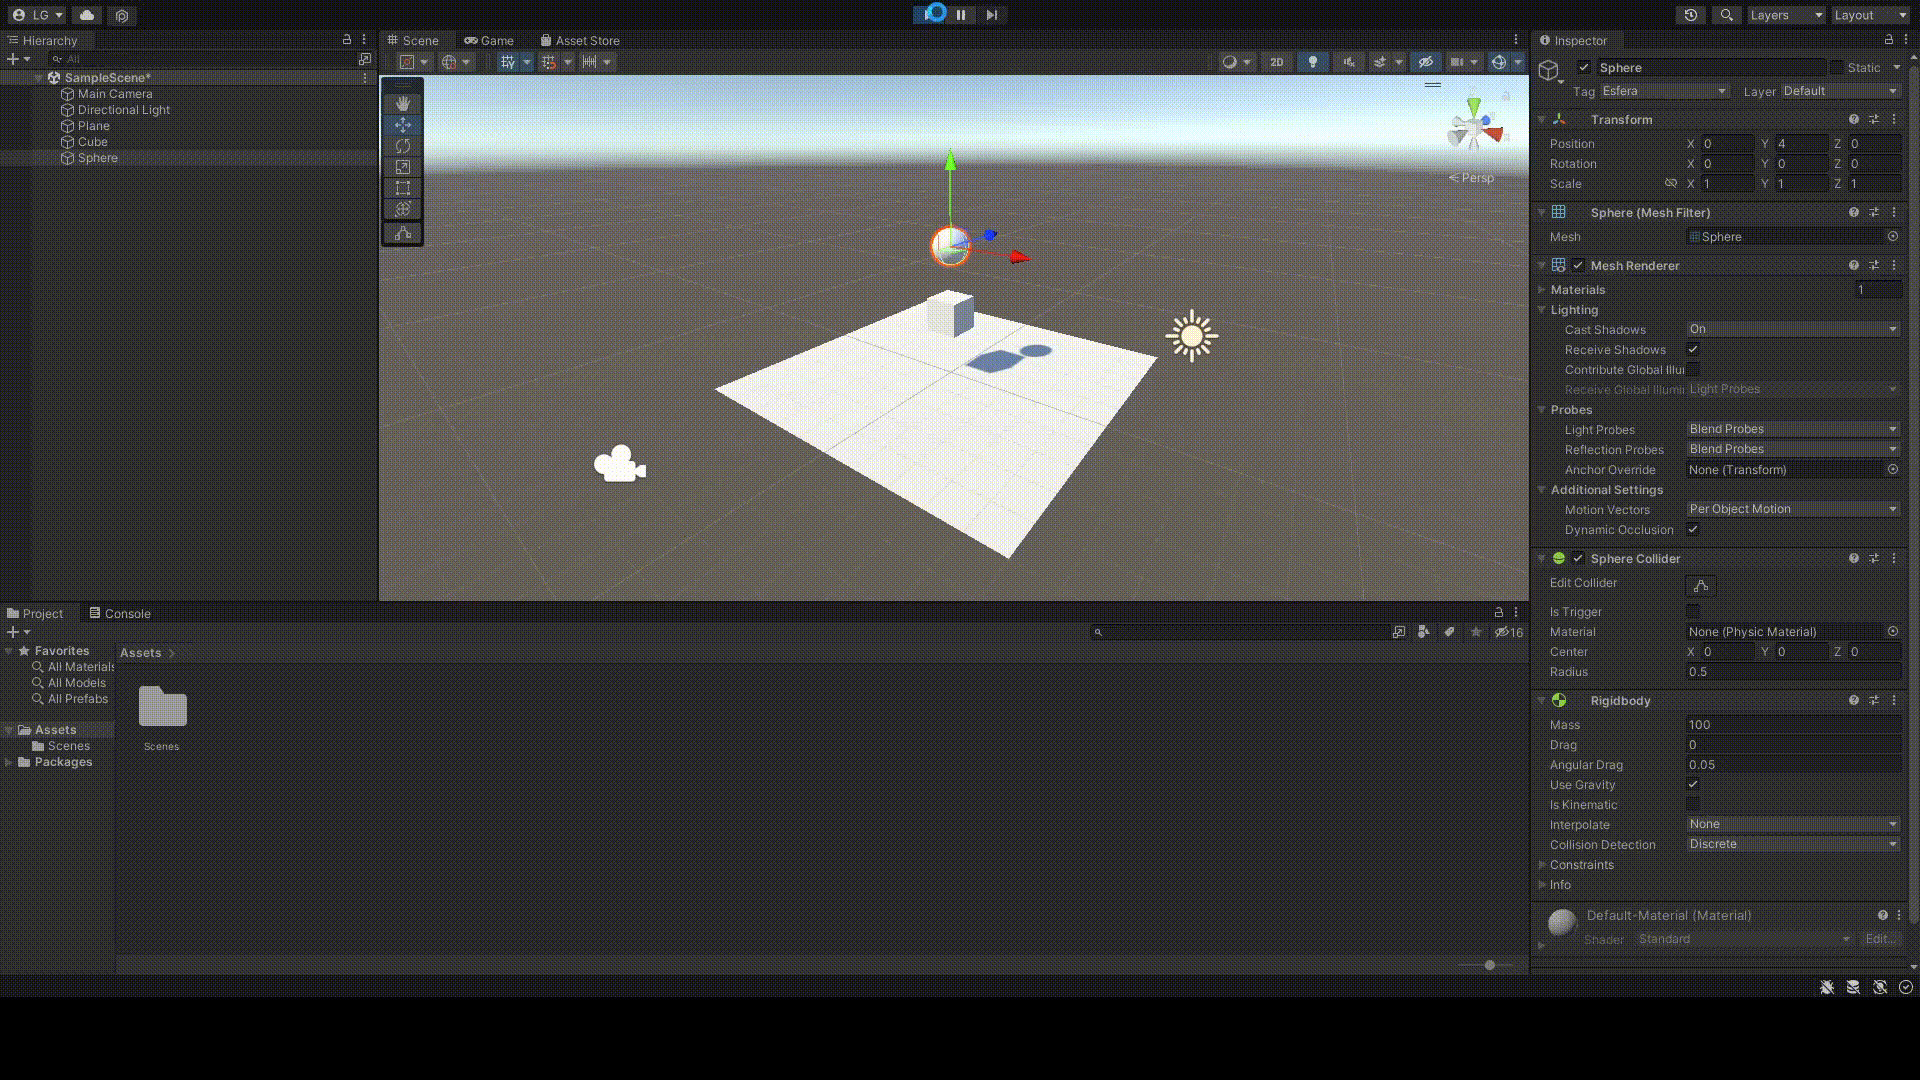 LG
Layers
Layout
Hierarchy
All
SampleScene*
Main Camera
Directional Light
Plane
Cube
Sphere
Scene
Game
Asset Store
2D
Persp
Inspector
Sphere
Static
Tag Esfera Layer Default
Transform
Position X 0 Y 4 Z 0
Rotation X 0 Y 0 Z 0
Scale X 1 Y 1 Z 1
Sphere (Mesh Filter)
Mesh Sphere
Mesh Renderer
Materials 1
Lighting
Cast Shadows On
Receive Shadows
Contribute Global Illu
Receive Global Illumi Light Probes
Probes
Light Probes Blend Probes
Reflection Probes Blend Probes
Anchor Override None (Transform)
Additional Settings
Motion Vectors Per Object Motion
Dynamic Occlusion
Sphere Collider
Edit Collider
Is Trigger
Material None (Physic Material)
Center X 0 Y 0 Z 0
Radius 0.5
Rigidbody
Mass 100
Drag 0
Angular Drag 0.05
Use Gravity
Is Kinematic
Interpolate None
Collision Detection Discrete
Constraints
Info
Default-Material (Material)
Shader Standard Edit...
Project
Console
16
Favorites
All Materials
All Models
All Prefabs
Assets
Scenes
Packages
Assets
Scenes